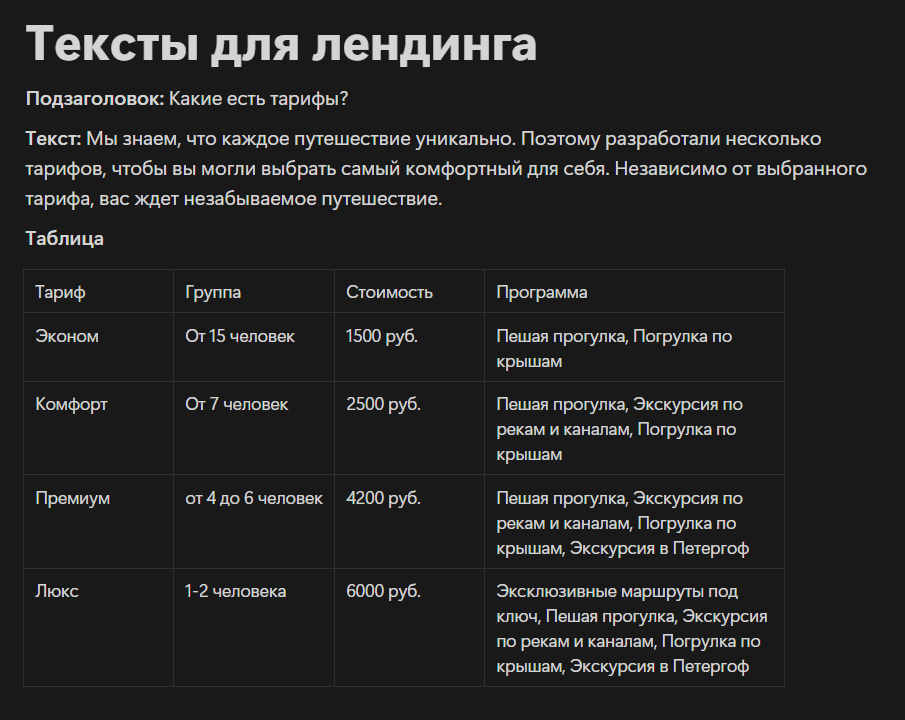 Тексты для лендинга
Подзаголовок: Какие есть тарифы?
Текст: Мы знаем, что каждое путешествие уникально. Поэтому разработали несколько
тарифов, чтобы вы могли выбрать самый комфортный для себя. Независимо от выбранного
тарифа, вас ждет незабываемое путешествие.
Таблица
Тариф Группа Стоимость Программа
Эконом От 15 человек 1500 руб. Пешая прогулка, Погрулка по
крышам
Комфорт От 7 человек 2500 руб. Пешая прогулка, Экскурсия по
рекам и каналам, Погрулка по
крышам
Премиум от 4 до 6 человек 4200 руб. Пешая прогулка, Экскурсия по
рекам и каналам, Погрулка по
крышам, Экскурсия в Петергоф
Люкс 1-2 человека 6000 руб. Эксклюзивные маршруты под
ключ, Пешая прогулка, Экскурсия
по рекам и каналам, Погрулка по
крышам, Экскурсия в Петергоф